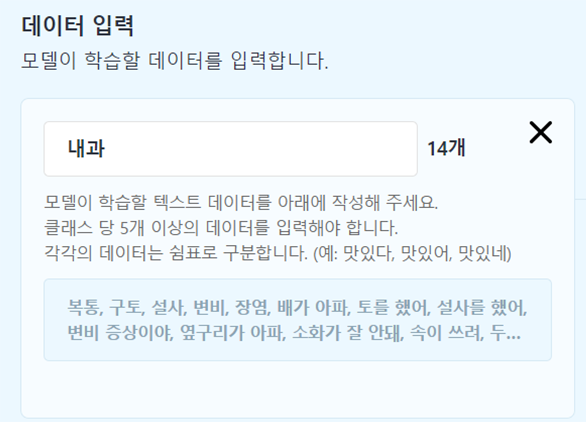 데이터 입력
모델이 학습할 데이터를 입력합니다.
내과 14개
모델이 학습할 텍스트 데이터를 아래에 작성해 주세요.
클래스 당 5개 이상의 데이터를 입력해야 합니다.
각각의 데이터는 쉼표로 구분합니다. (예: 맛있다, 맛있어, 맛있네)
복통, 구토, 설사, 변비, 장염, 배가 아파, 토를 했어, 설사를 했어,
변비 증상이야, 옆구리가 아파, 소화가 잘 안돼, 속이 쓰려, 두...